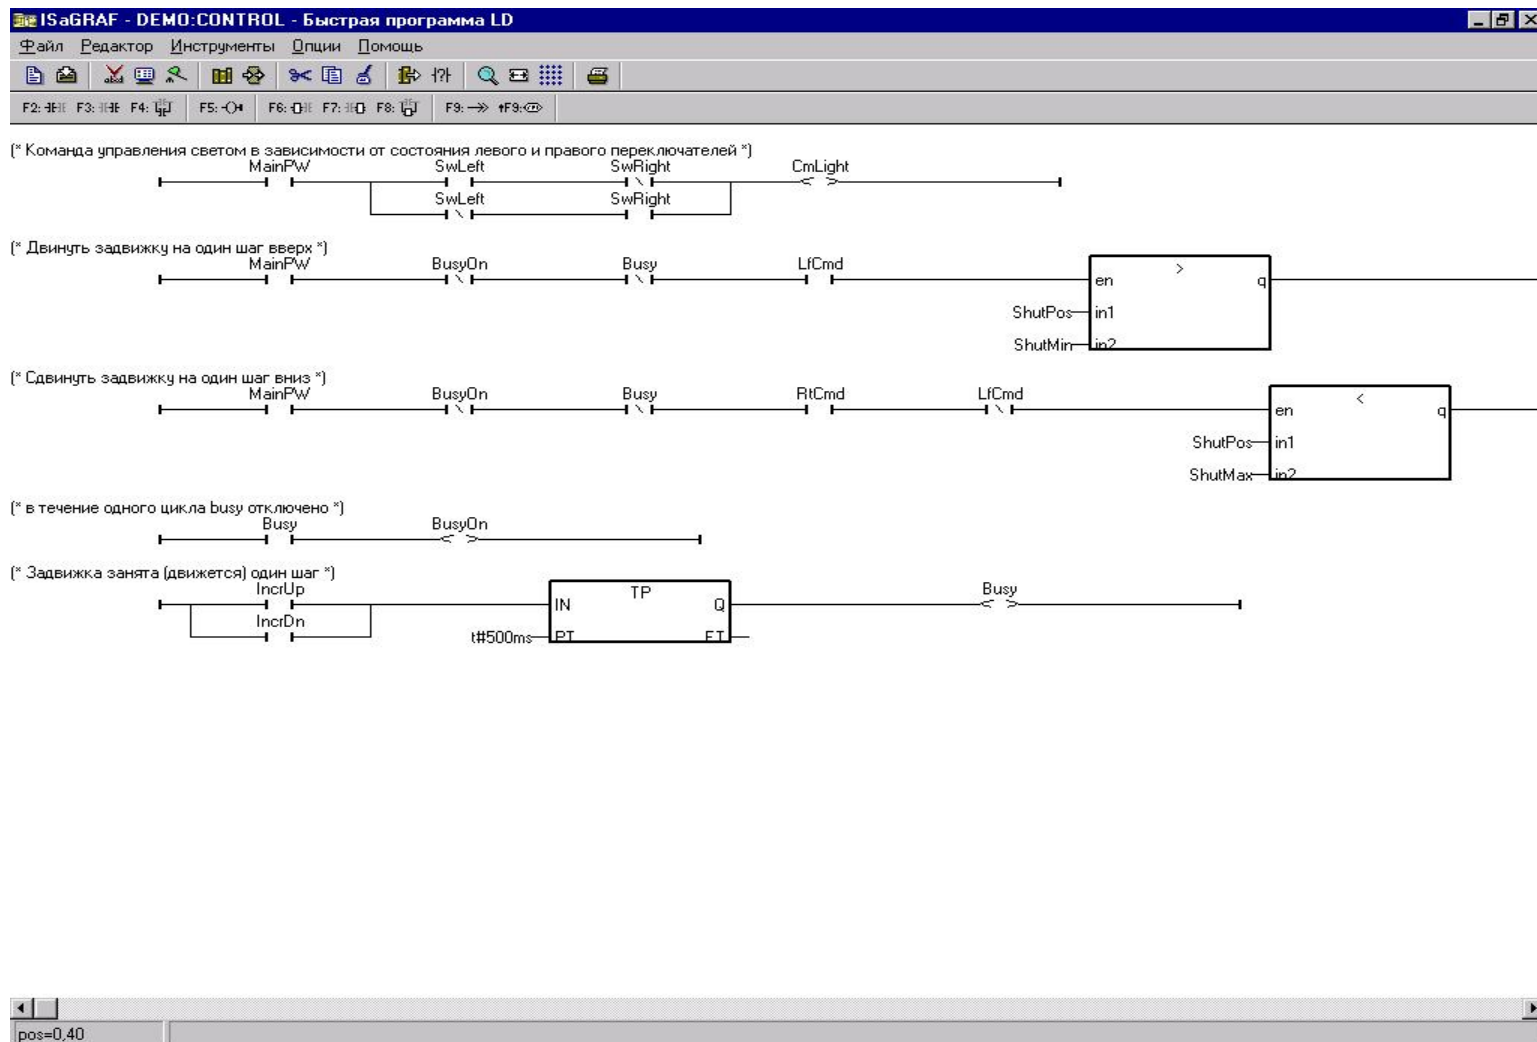 ISaGRAF - DEMO:CONTROL - Быстрая программа LD
Файл Редактор Инструменты Опции Помощь
F2: F3: F4: F5: F6: F7: F8: F9: F9:
(* Команда управления светом в зависимости от состояния левого и правого переключателей *)
MainPW SwLeft SwRight CmLight
SwLeft SwRight
(* Двинуть задвижку на один шаг вверх *)
MainPW BusyOn Busy LfCmd >
en q
ShutPos in1
ShutMin in2
(* Сдвинуть задвижку на один шаг вниз *)
MainPW BusyOn Busy RtCmd LfCmd <
en q
ShutPos in1
ShutMax in2
(* в течение одного цикла busy отключено *)
Busy BusyOn
(* Задвижка занята (движется) один шаг *)
IncrUp TP Busy
IN Q
IncrDn
t#500ms PT ET
pos=0,40